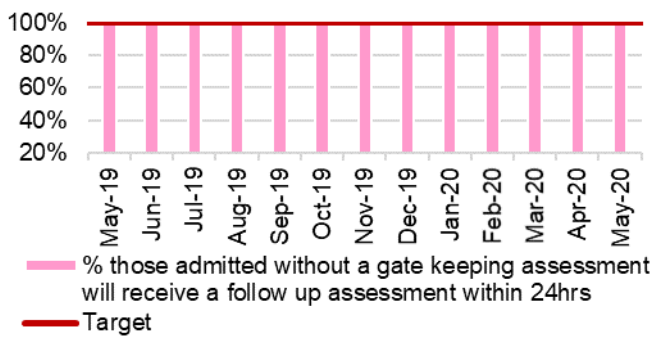 100%
80%
60%
40%
20%
May-19
Jun-19
Jul-19
Aug-19
Sep-19
Oct-19
Nov-19
Dec-19
Jan-20
Feb-20
Mar-20
Apr-20
May-20
% those admitted without a gate keeping assessment
will receive a follow up assessment within 24hrs
Target